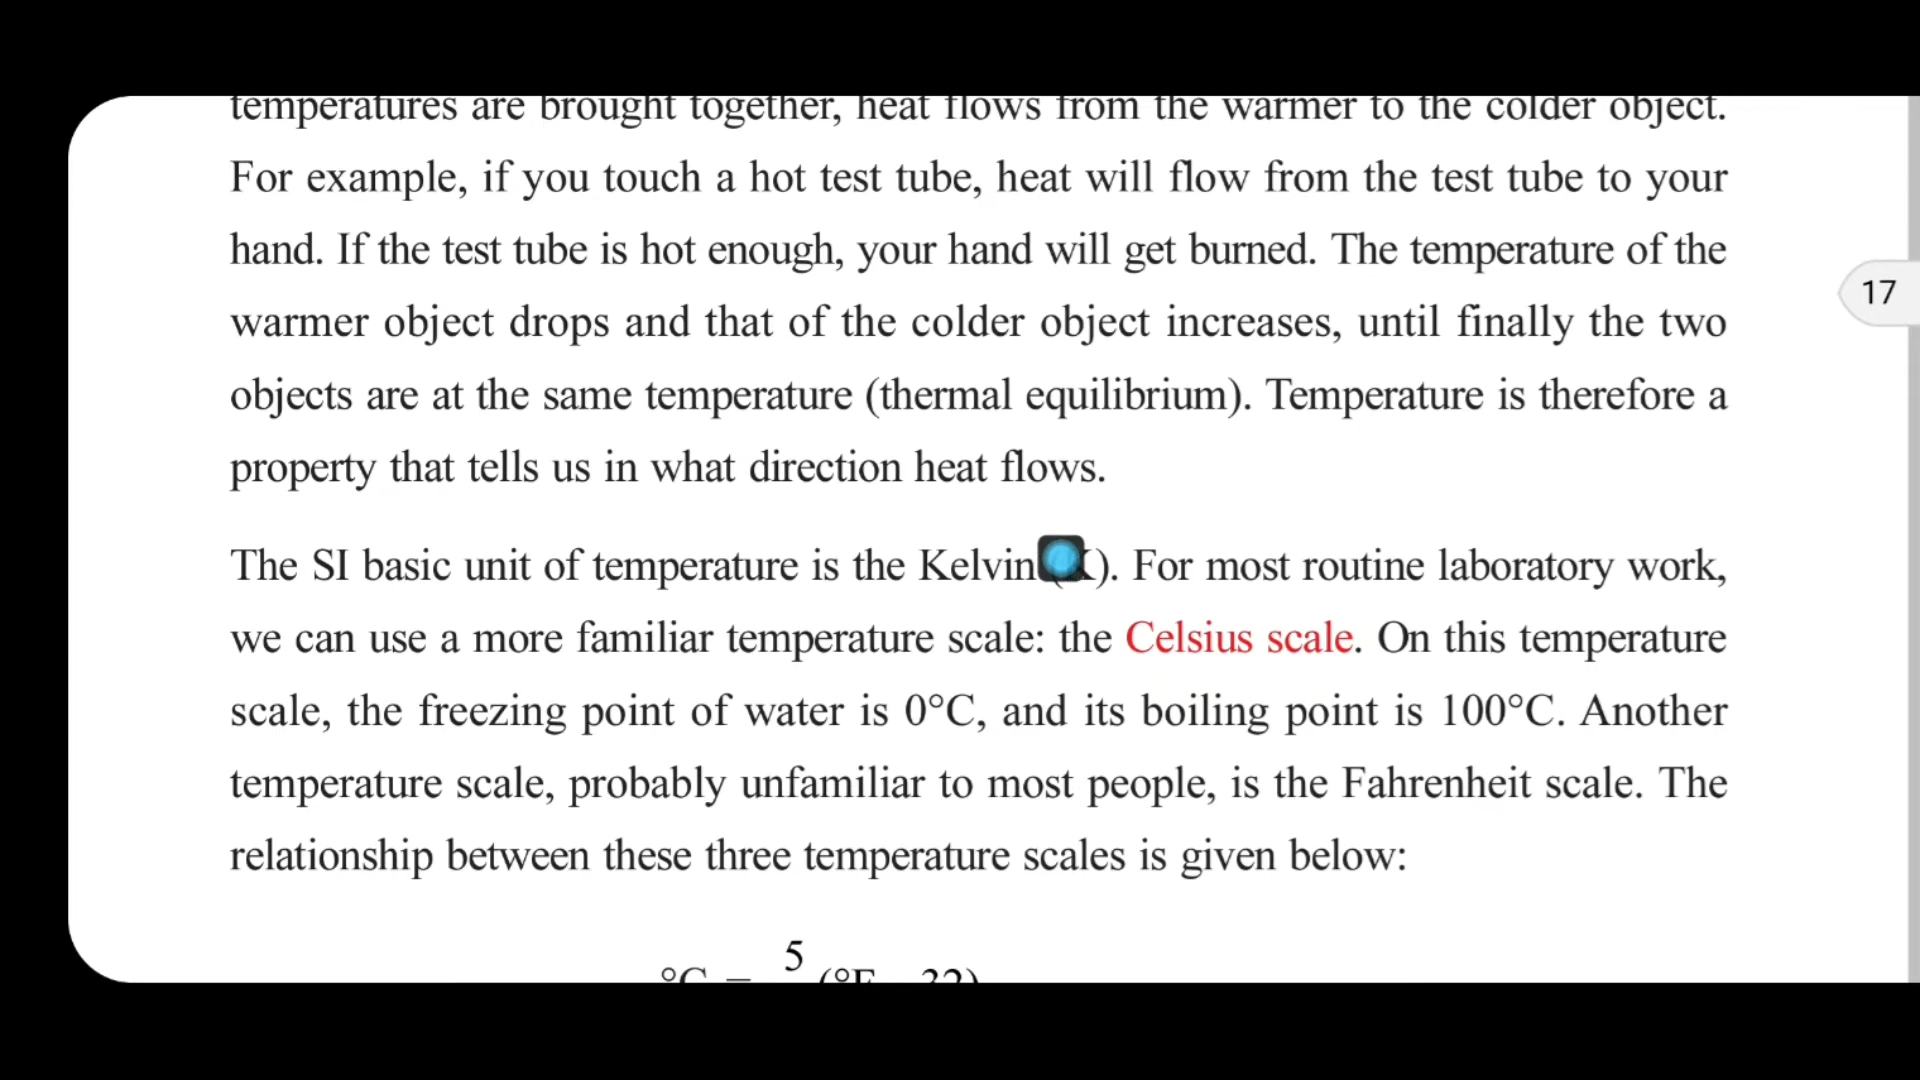 temperatures are brought together, heat flows from the warmer to the colder object.
For example, if you touch a hot test tube, heat will flow from the test tube to your
hand. If the test tube is hot enough, your hand will get burned. The temperature of the
warmer object drops and that of the colder object increases, until finally the two
objects are at the same temperature (thermal equilibrium). Temperature is therefore a
property that tells us in what direction heat flows.
The SI basic unit of temperature is the Kelvin (K). For most routine laboratory work,
we can use a more familiar temperature scale: the Celsius scale. On this temperature
scale, the freezing point of water is 0°C, and its boiling point is 100°C. Another
temperature scale, probably unfamiliar to most people, is the Fahrenheit scale. The
relationship between these three temperature scales is given below:
°C = 5 (°F 32)
17